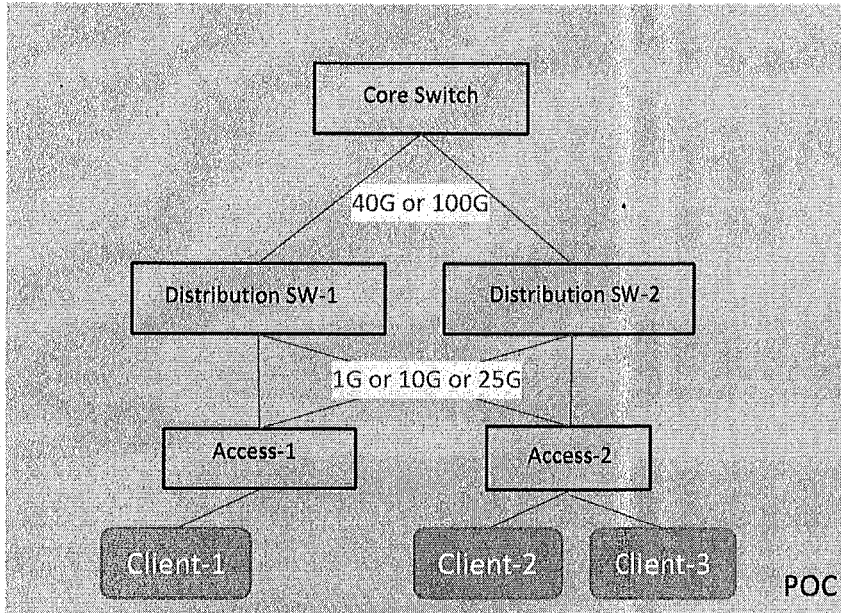 Core Switch
40G or 100G
Distribution SW-1
Distribution SW-2
1G or 10G or 25G
Access-1
Access-2
Client-1
Client-2
Client-3
POC